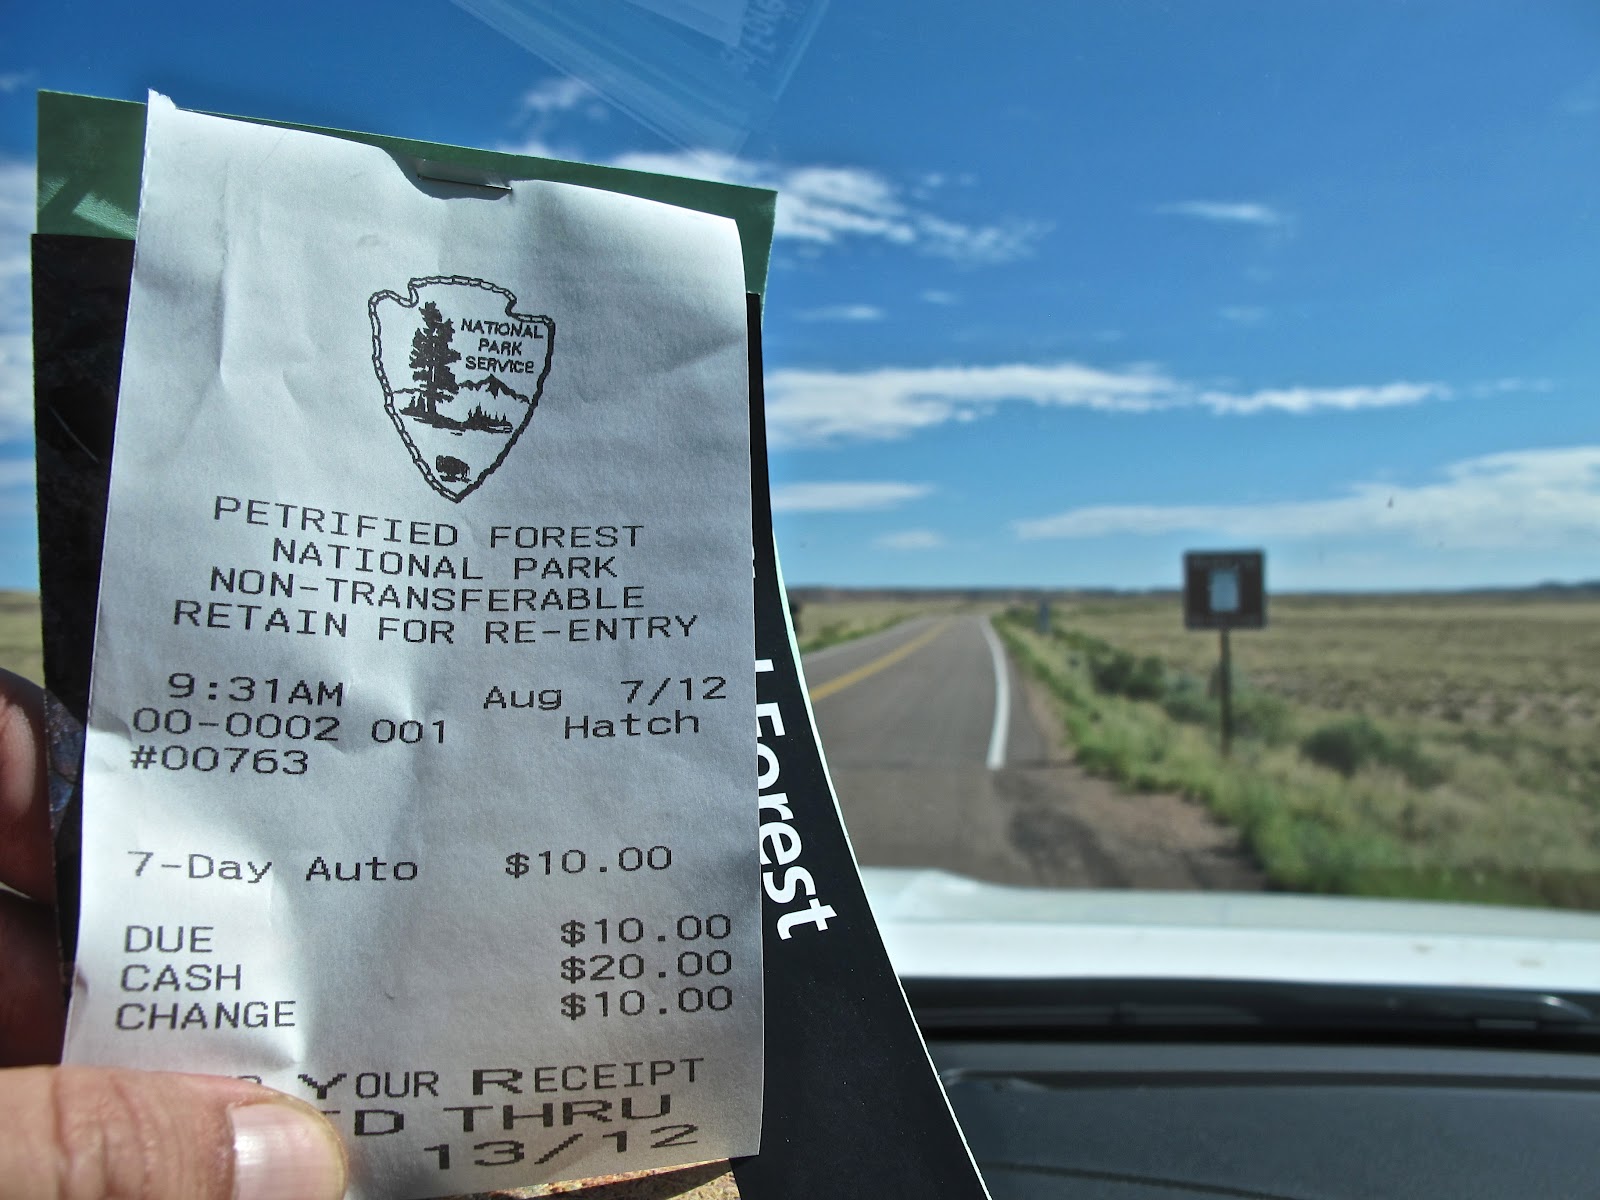 NATIONAL
PARK
SERVICE
PETRIFIED FOREST
NATIONAL PARK
NON-TRANSFERABLE
RETAIN FOR RE-ENTRY
9:31AM Aug 7/12
00-0002 001 Hatch
#00763
7-Day Auto $10.00
DUE $10.00
CASH $20.00
CHANGE $10.00
YOUR RECEIPT
THRU
13/12
Forest